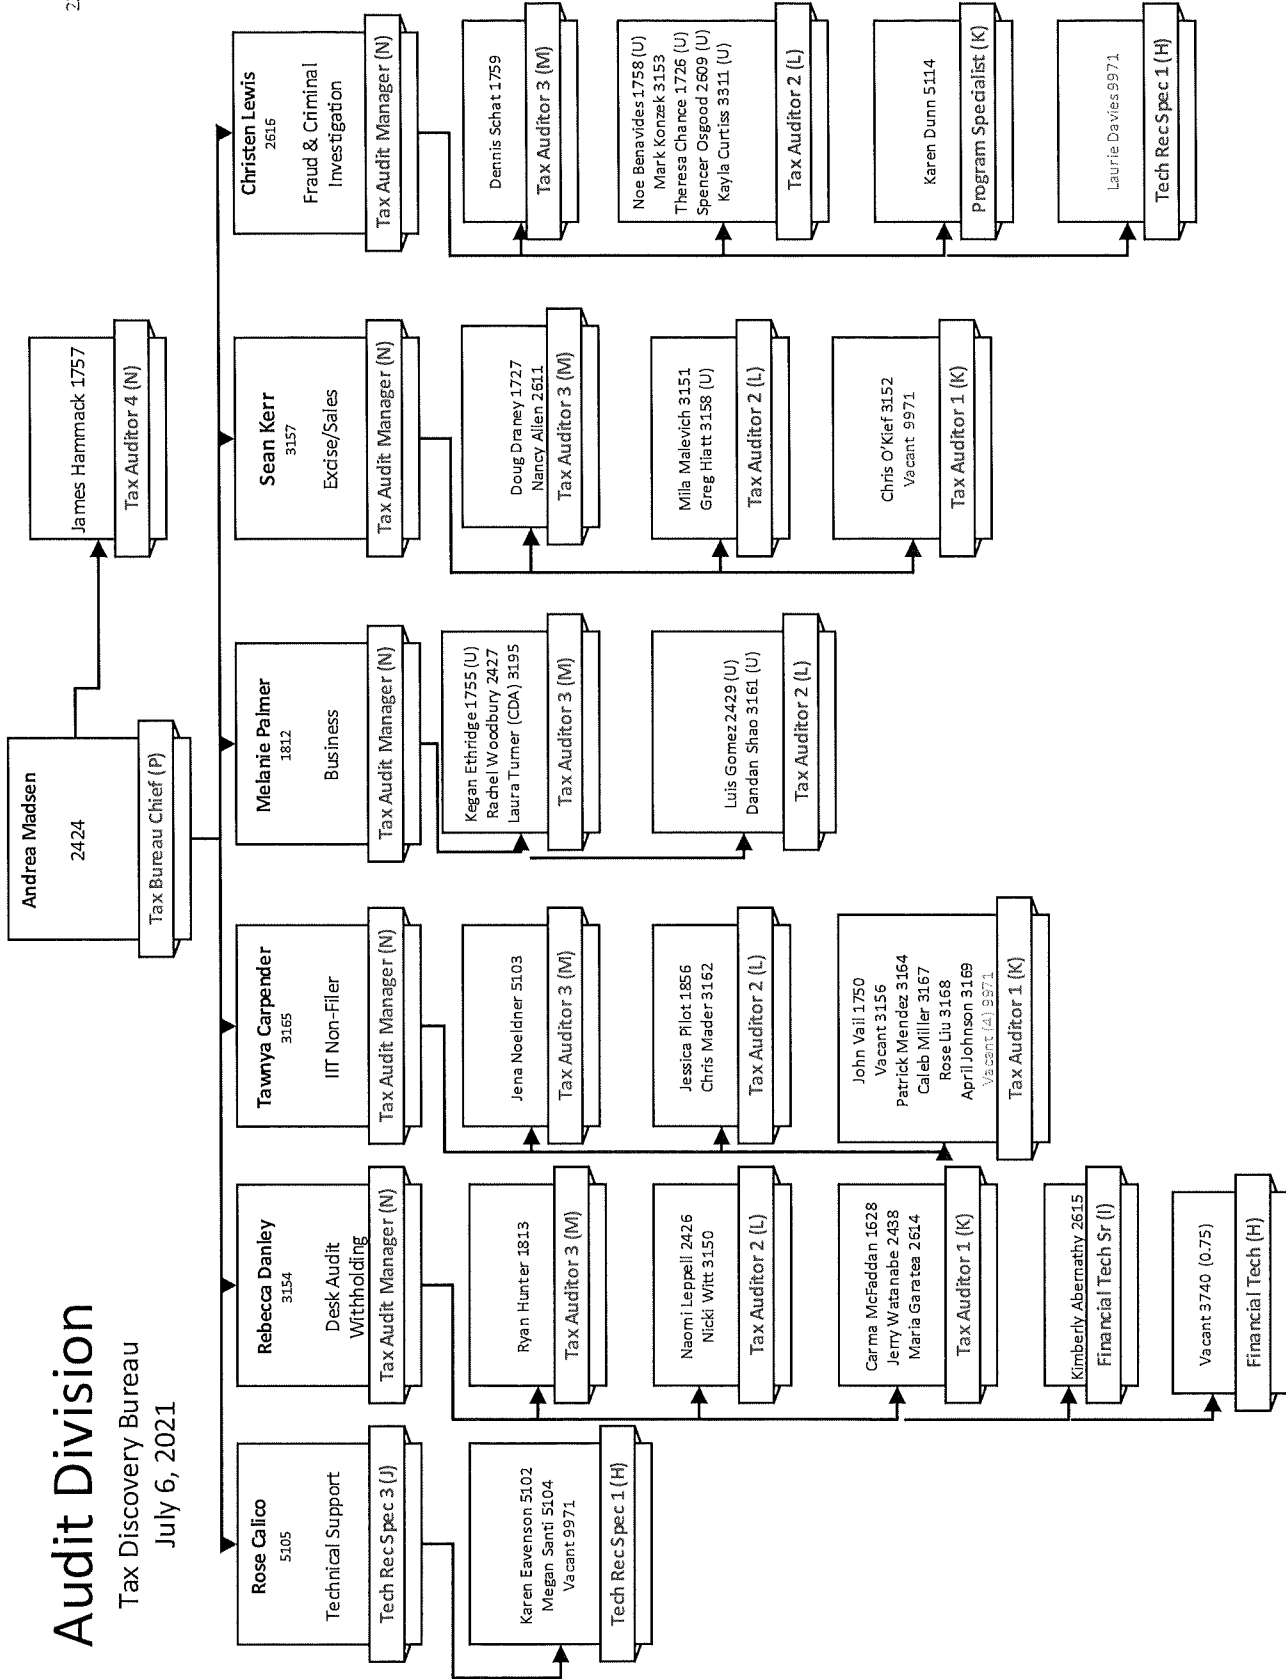 Audit Division
Tax Discovery Bureau
July 6, 2021
Andrea Madsen
2424
Tax Bureau Chief (P)
James Hammack 1757
Tax Auditor 4 (N)
Rose Calico
5105
Technical Support
Tech Rec Spec 3 (J)
Karen Eavenson 5102
Megan Santi 5104
Vacant 9971
Tech Rec Spec 1 (H)
Rebecca Danley
3154
Desk Audit
Withholding
Tax Audit Manager (N)
Ryan Hunter 1813
Tax Auditor 3 (M)
Naomi Leppell 2426
Nicki Witt 3150
Tax Auditor 2 (L)
Carma McFaddan 1628
Jerry Watanabe 2438
Maria Garatea 2614
Tax Auditor 1 (K)
Kimberly Abernathy 2615
Financial Tech Sr (I)
Vacant 3740 (0.75)
Financial Tech (H)
Tawnya Carpender
3165
IIT Non-Filer
Tax Audit Manager (N)
Jena Noeldner 5103
Tax Auditor 3 (M)
Jessica Pilot 1856
Chris Mader 3162
Tax Auditor 2 (L)
John Vail 1750
Vacant 3156
Patrick Mendez 3164
Caleb Miller 3167
Rose Liu 3168
April Johnson 3169
Vacant (4) 9971
Tax Auditor 1 (K)
Melanie Palmer
1812
Business
Tax Audit Manager (N)
Kegan Ethridge 1755 (U)
Rachel Woodbury 2427
Laura Turner (CDA) 3195
Tax Auditor 3 (M)
Luis Gomez 2429 (U)
Dandan Shao 3161 (U)
Tax Auditor 2 (L)
Sean Kerr
3157
Excise/Sales
Tax Audit Manager (N)
Doug Draney 1727
Nancy Allen 2611
Tax Auditor 3 (M)
Mila Malevich 3151
Greg Hiatt 3158 (U)
Tax Auditor 2 (L)
Chris O'Kief 3152
Vacant 9971
Tax Auditor 1 (K)
Christen Lewis
2616
Fraud & Criminal
Investigation
Tax Audit Manager (N)
Dennis Schat 1759
Tax Auditor 3 (M)
Noe Benavides 1758 (U)
Mark Konzek 3153
Theresa Chance 1726 (U)
Spencer Osgood 2609 (U)
Kayla Curtiss 3311 (U)
Tax Auditor 2 (L)
Karen Dunn 5114
Program Specialist (K)
Laurie Davies 9971
Tech Rec Spec 1 (H)